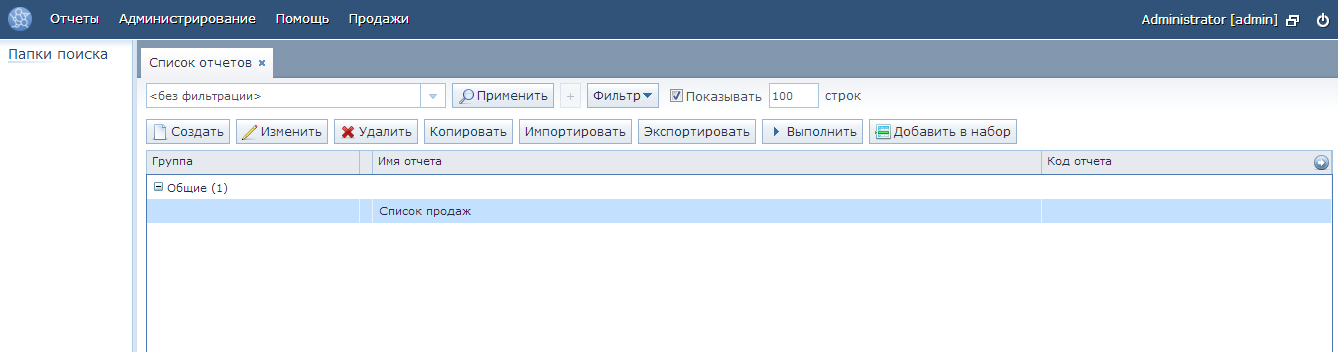 Отчеты Администрирование Помощь Продажи Administrator [admin]
Папки поиска
Список отчетов ×
<без фильтрации> Применить + Фильтр Показывать 100 строк
Создать Изменить Удалить Копировать Импортировать Экспортировать Выполнить Добавить в набор
Группа Имя отчета Код отчета
Общие (1)
Список продаж